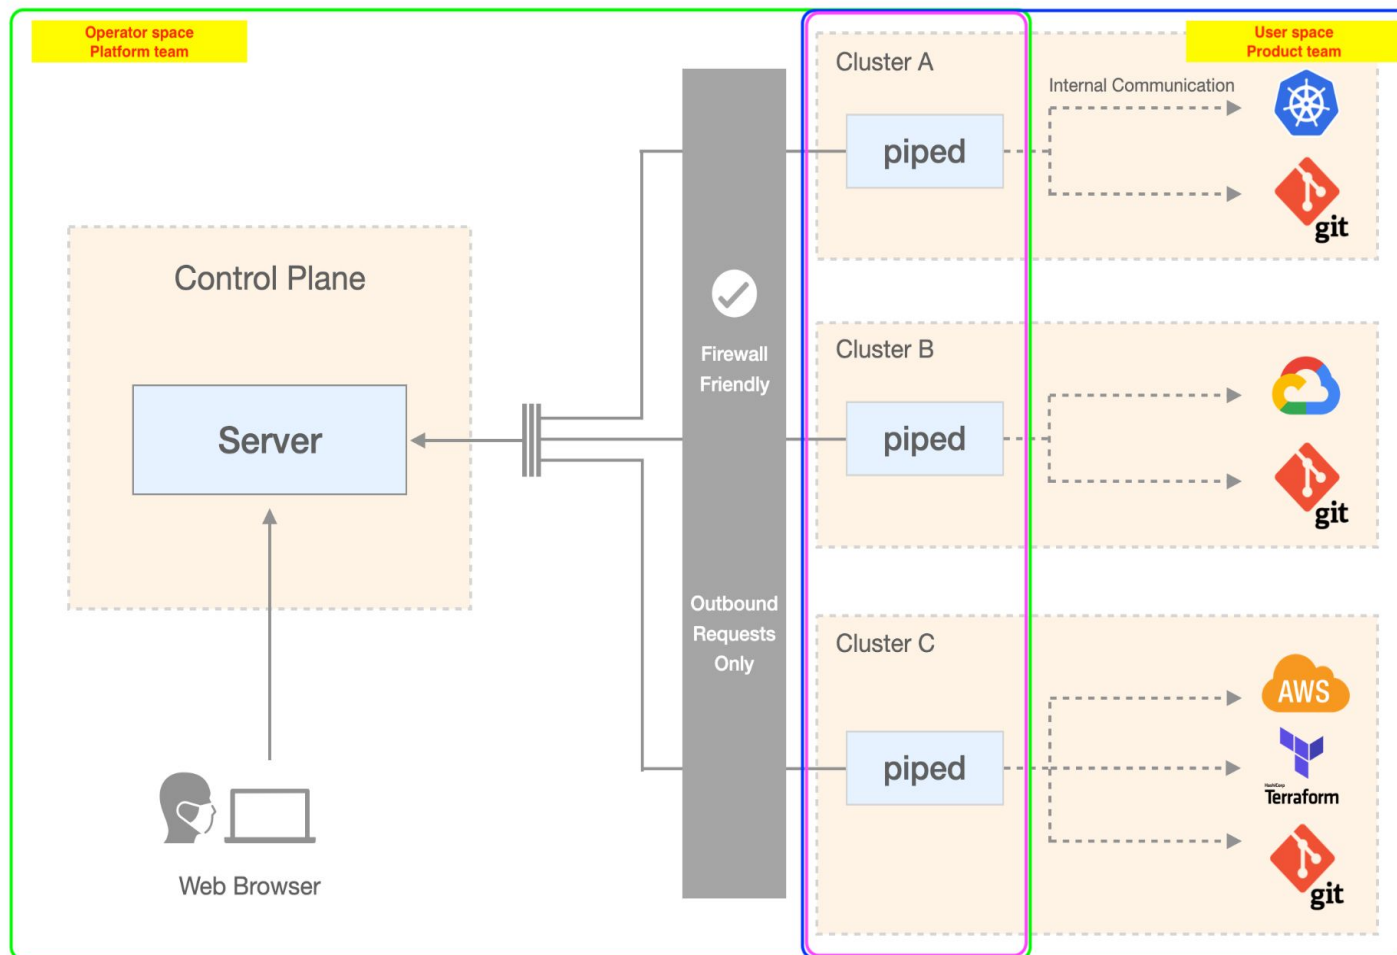 Operator space
Platform team
User space
Product team
Cluster A
Internal Communication
piped
git
Control Plane
Server
Firewall
Friendly
Outbound
Requests
Only
Cluster B
piped
git
Cluster C
piped
AWS
HashiCorp
Terraform
git
Web Browser